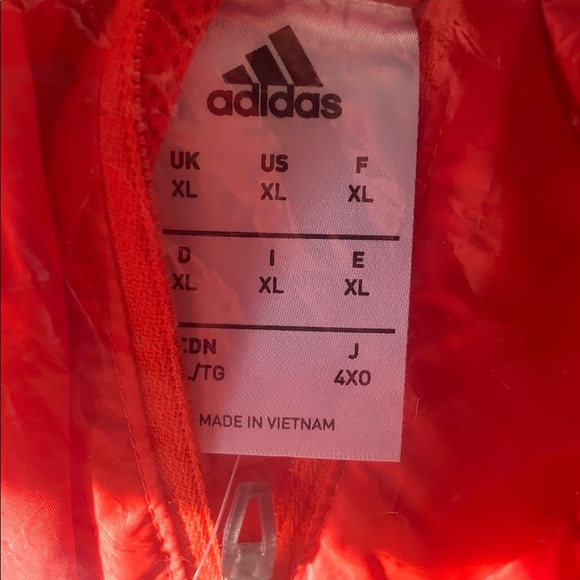 adidas
UK US F
XL XL XL
D I E
XL XL XL
CDN J
/TG 4XO
MADE IN VIETNAM